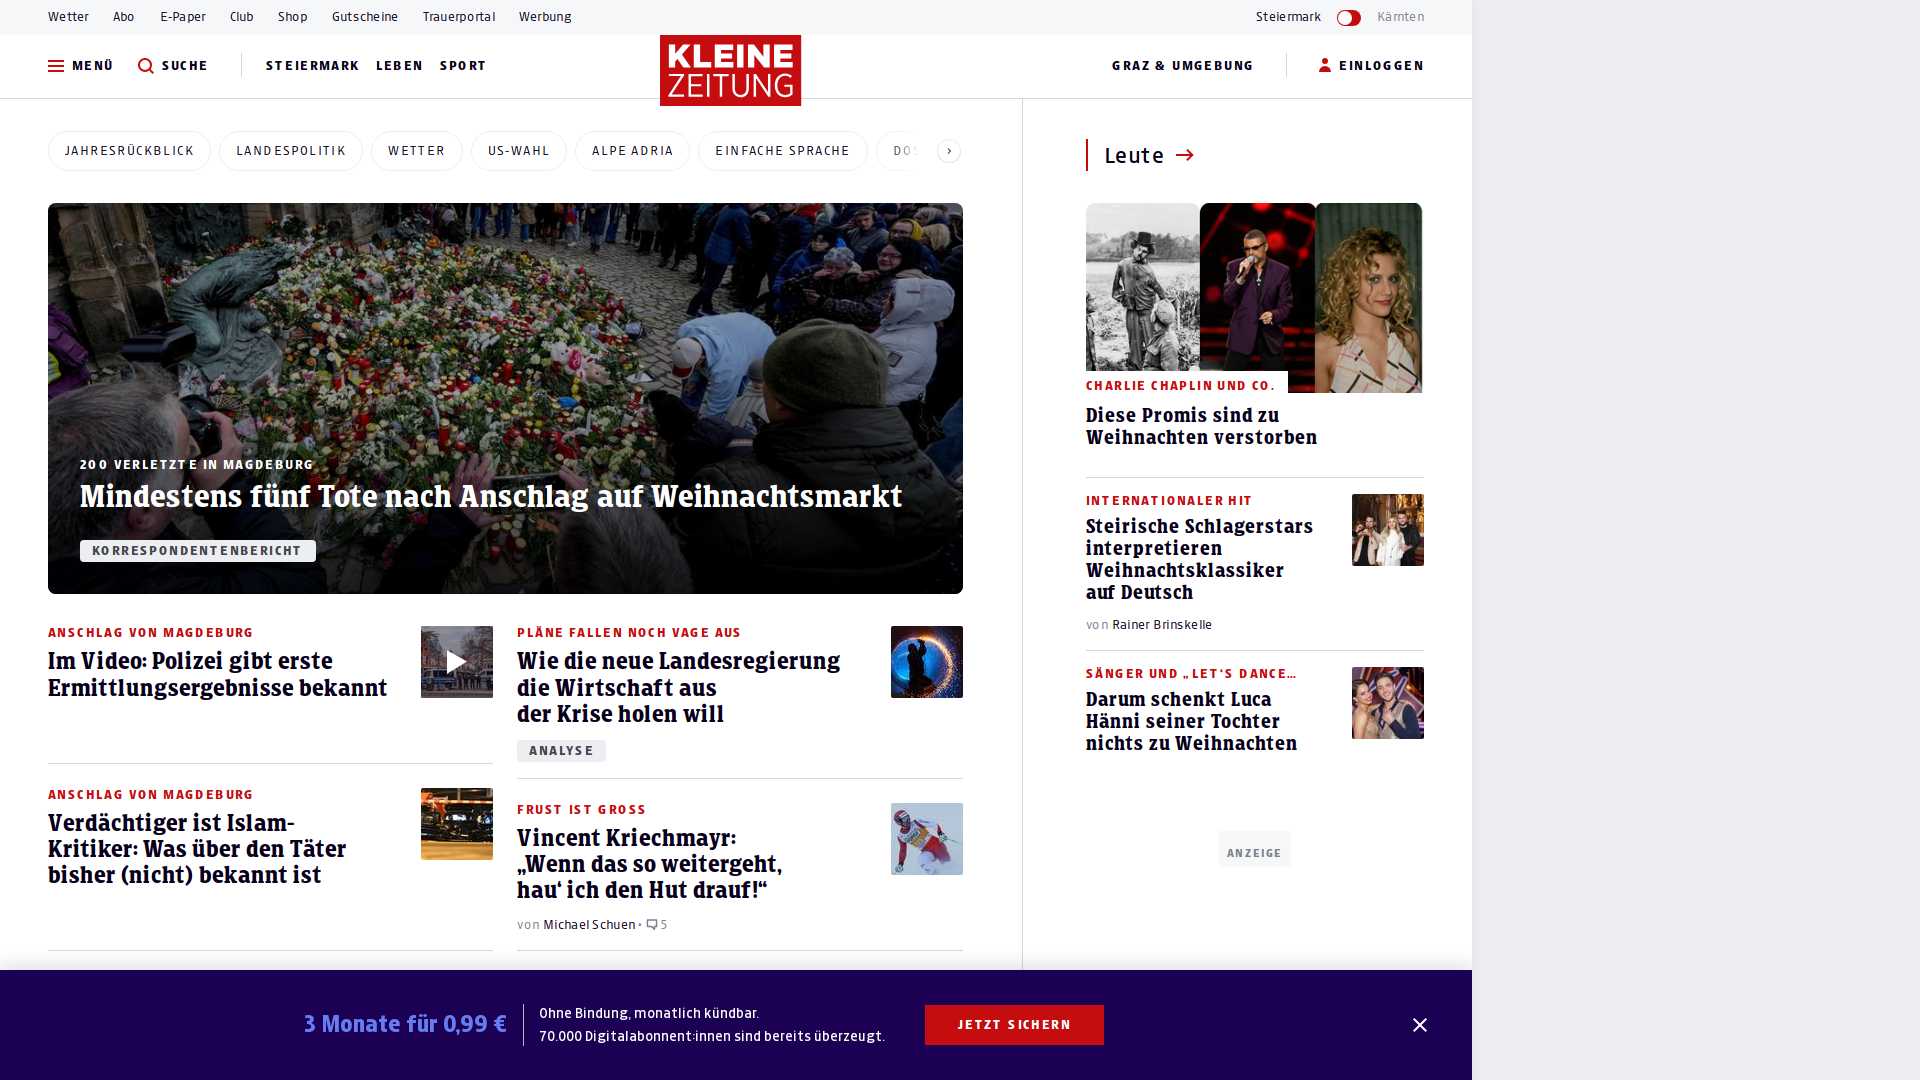 Wetter Abo E-Paper Club Shop Gutscheine Trauerportal Werbung Steiermark Kärnten
MENÜ SUCHE STEIERMARK LEBEN SPORT KLEINE ZEITUNG GRAZ & UMGEBUNG EINLOGGEN
JAHRESRÜCKBLICK LANDESPOLITIK WETTER US-WAHL ALPE ADRIA EINFACHE SPRACHE
200 VERLETZTE IN MAGDEBURG
Mindestens fünf Tote nach Anschlag auf Weihnachtsmarkt
KORRESPONDENTENBERICHT
ANSCHLAG VON MAGDEBURG
Im Video: Polizei gibt erste
Ermittlungsergebnisse bekannt
ANSCHLAG VON MAGDEBURG
Verdächtiger ist Islam-
Kritiker: Was über den Täter
bisher (nicht) bekannt ist
PLÄNE FALLEN NOCH VAGE AUS
Wie die neue Landesregierung
die Wirtschaft aus
der Krise holen will
ANALYSE
FRUST IST GROSS
Vincent Kriechmayr:
„Wenn das so weitergeht,
hau‘ ich den Hut drauf!“
von Michael Schuen • 5
Leute
CHARLIE CHAPLIN UND CO.
Diese Promis sind zu
Weihnachten verstorben
INTERNATIONALER HIT
Steirische Schlagerstars
interpretieren
Weihnachtsklassiker
auf Deutsch
von Rainer Brinskelle
SÄNGER UND „LET'S DANCE...
Darum schenkt Luca
Hänni seiner Tochter
nichts zu Weihnachten
ANZEIGE
3 Monate für 0,99 €
Ohne Bindung, monatlich kündbar.
70.000 Digitalabonnent:innen sind bereits überzeugt.
JETZT SICHERN